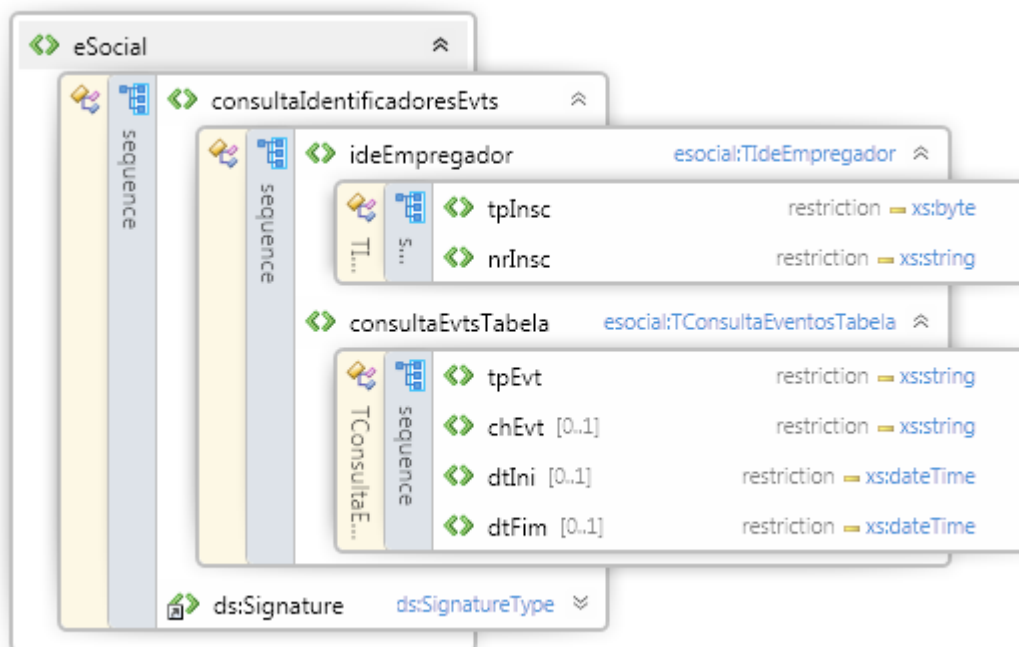 eSocial
sequence
consultaIdentificadoresEvts
sequence
ideEmpregador esocial:TIdeEmpregador
TI...
s...
tpInsc restriction xs:byte
nrInsc restriction xs:string
consultaEvtsTabela esocial:TConsultaEventosTabela
TConsultaE...
sequence
tpEvt restriction xs:string
chEvt [0..1] restriction xs:string
dtIni [0..1] restriction xs:dateTime
dtFim [0..1] restriction xs:dateTime
ds:Signature ds:SignatureType